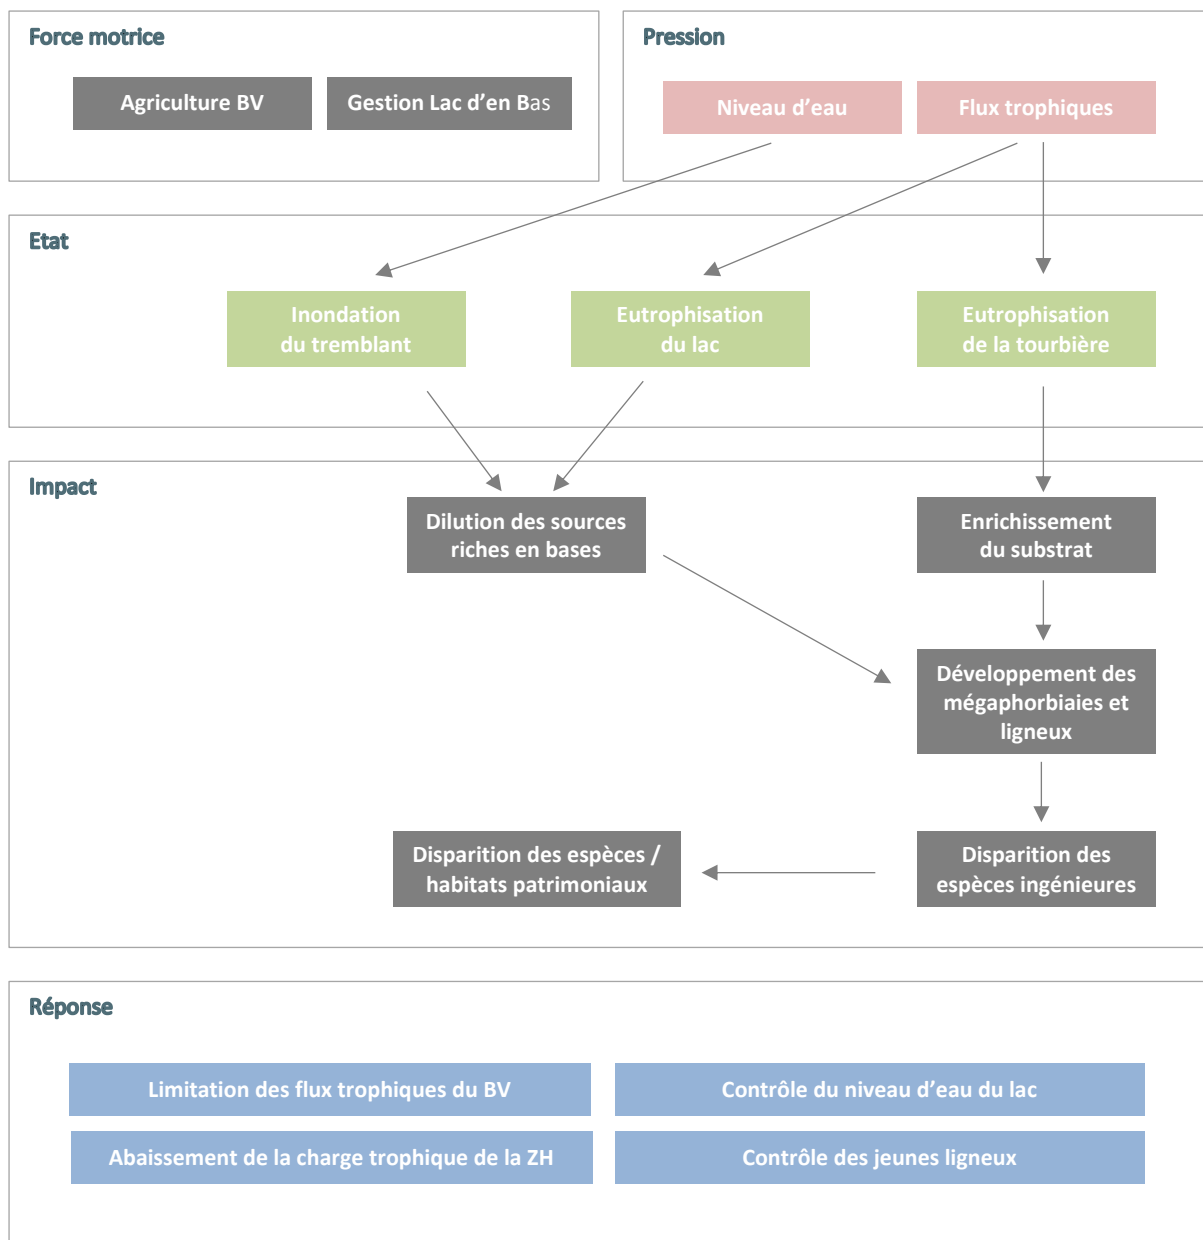 Force motrice
Agriculture BV
Gestion Lac d'en Bas
Pression
Niveau d'eau
Flux trophiques
Etat
Inondation
du tremblant
Eutrophisation
du lac
Eutrophisation
de la tourbière
Impact
Dilution des sources
riches en bases
Enrichissement
du substrat
Développement des
mégaphorbiaies et
ligneux
Disparition des espèces /
habitats patrimoniaux
Disparition des
espèces ingénieures
Réponse
Limitation des flux trophiques du BV
Contrôle du niveau d'eau du lac
Abaissement de la charge trophique de la ZH
Contrôle des jeunes ligneux